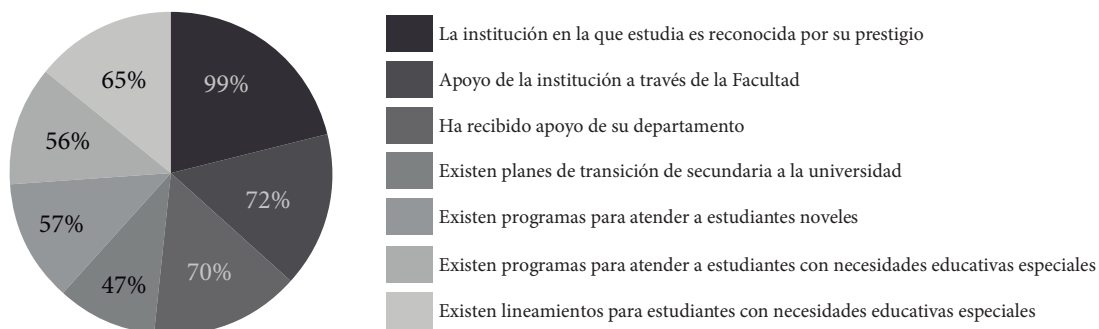 99%
72%
70%
47%
57%
56%
65%
La institución en la que estudia es reconocida por su prestigio
Apoyo de la institución a través de la Facultad
Ha recibido apoyo de su departamento
Existen planes de transición de secundaria a la universidad
Existen programas para atender a estudiantes noveles
Existen programas para atender a estudiantes con necesidades educativas especiales
Existen lineamientos para estudiantes con necesidades educativas especiales